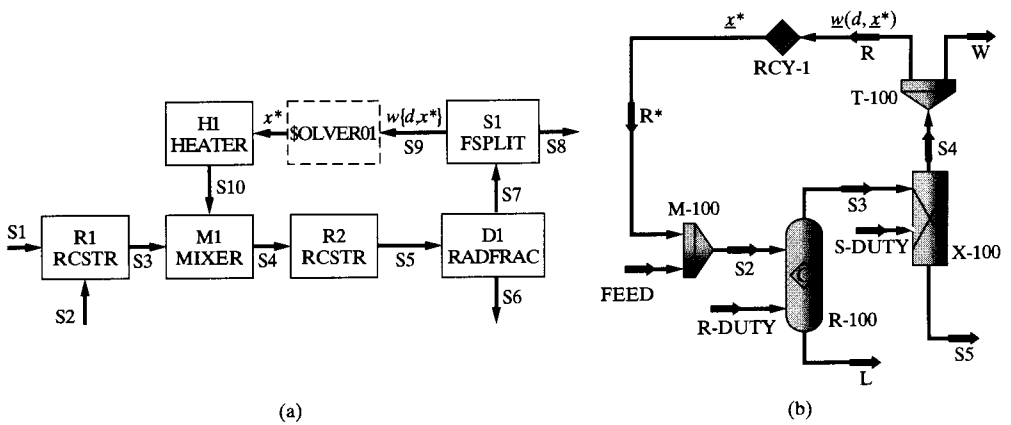 H1
HEATER
x*
$OLVER01
w{d,x*}
S9
S1
FSPLIT
S8
S10
S7
S1
R1
RCSTR
S3
M1
MIXER
S4
R2
RCSTR
S5
D1
RADFRAC
S2
S6
(a)
x*
w(d, x*)
RCY-1
R
W
T-100
R*
S4
M-100
S3
S2
S-DUTY
X-100
FEED
R-DUTY
R-100
S5
L
C
(b)